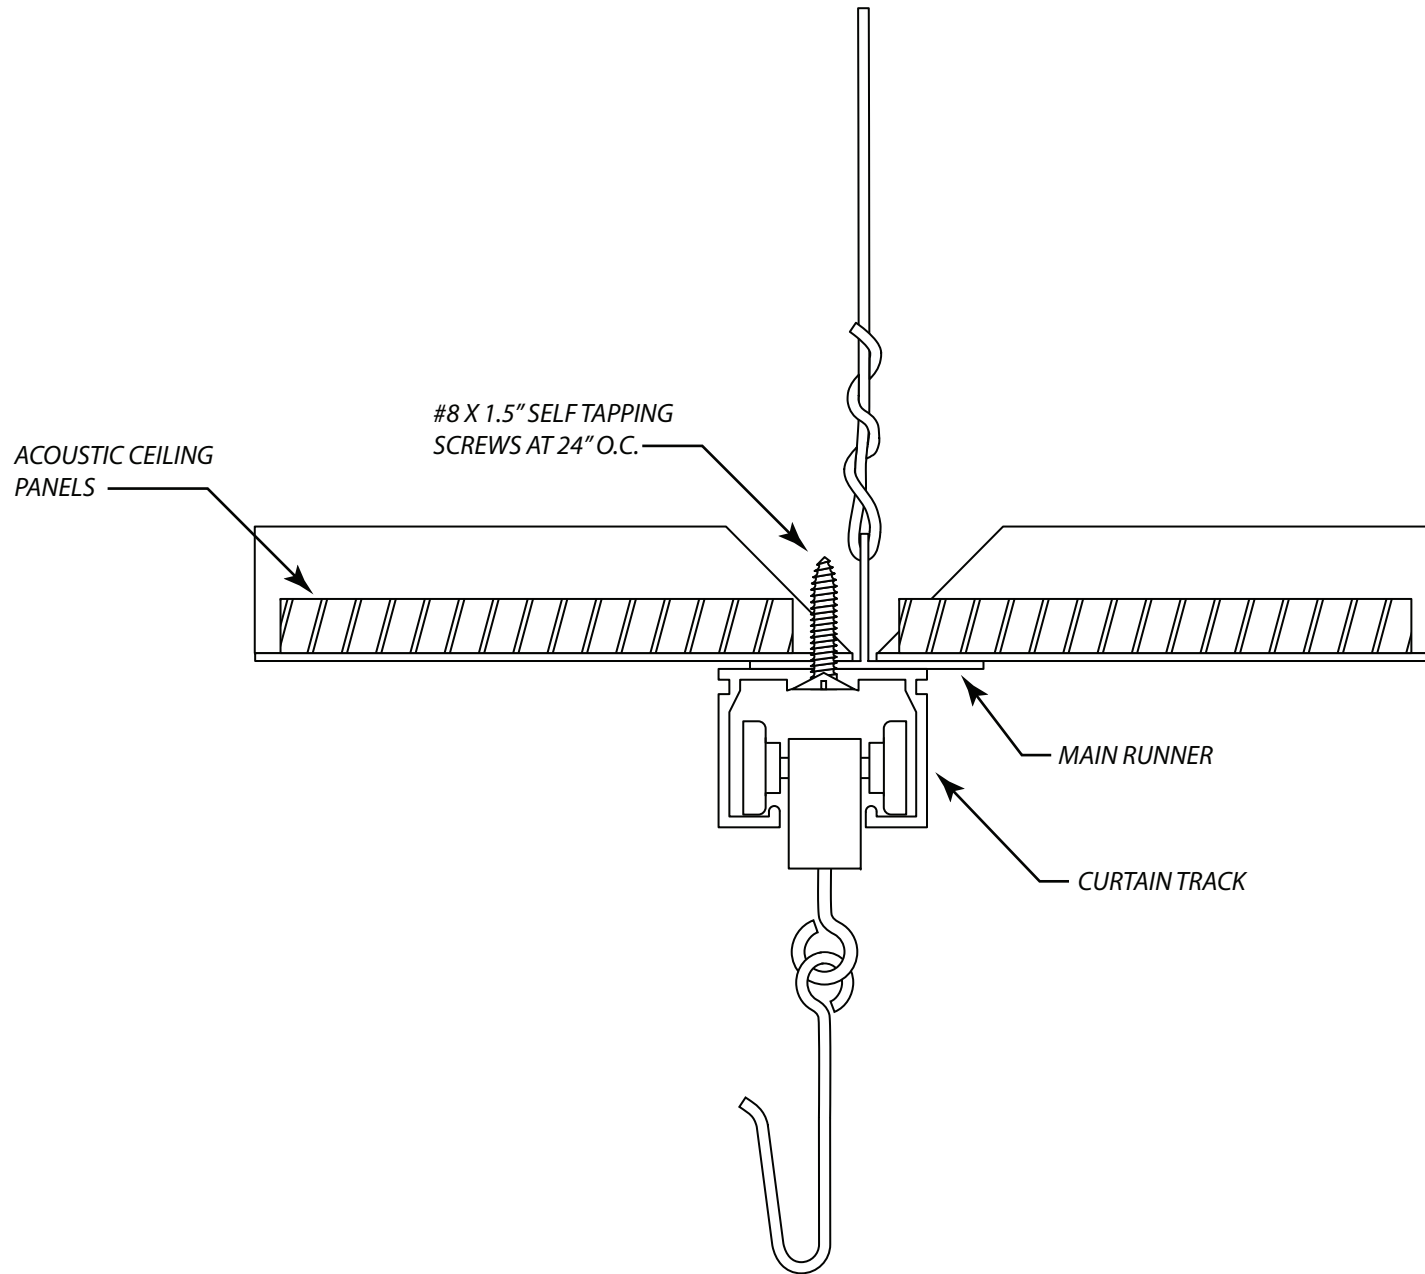 #8 X 1.5” SELF TAPPING
SCREWS AT 24” O.C.
ACOUSTIC CEILING
PANELS
MAIN RUNNER
CURTAIN TRACK